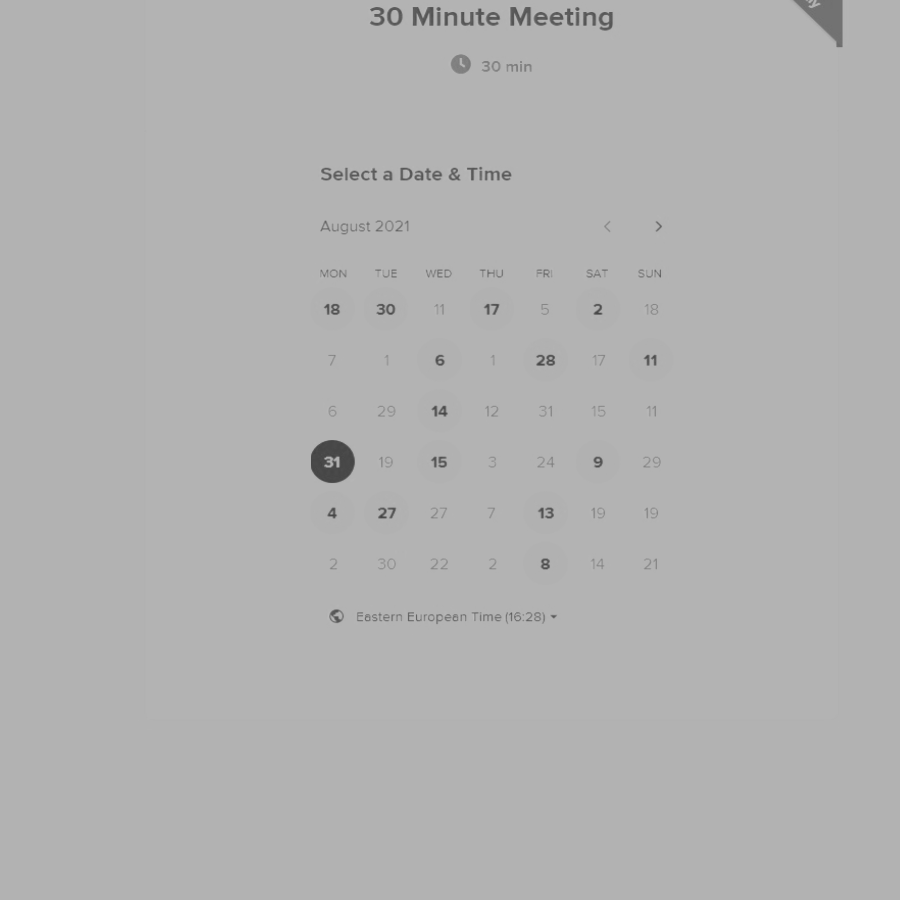 30 Minute Meeting
30 min
Select a Date & Time
August 2021
MON TUE WED THU FRI SAT SUN
18 30 11 17 5 2 18
7 1 6 1 28 17 11
6 29 14 12 31 15 11
31 19 15 3 24 9 29
4 27 27 7 13 19 19
2 30 22 2 8 14 21
Eastern European Time (16:28)